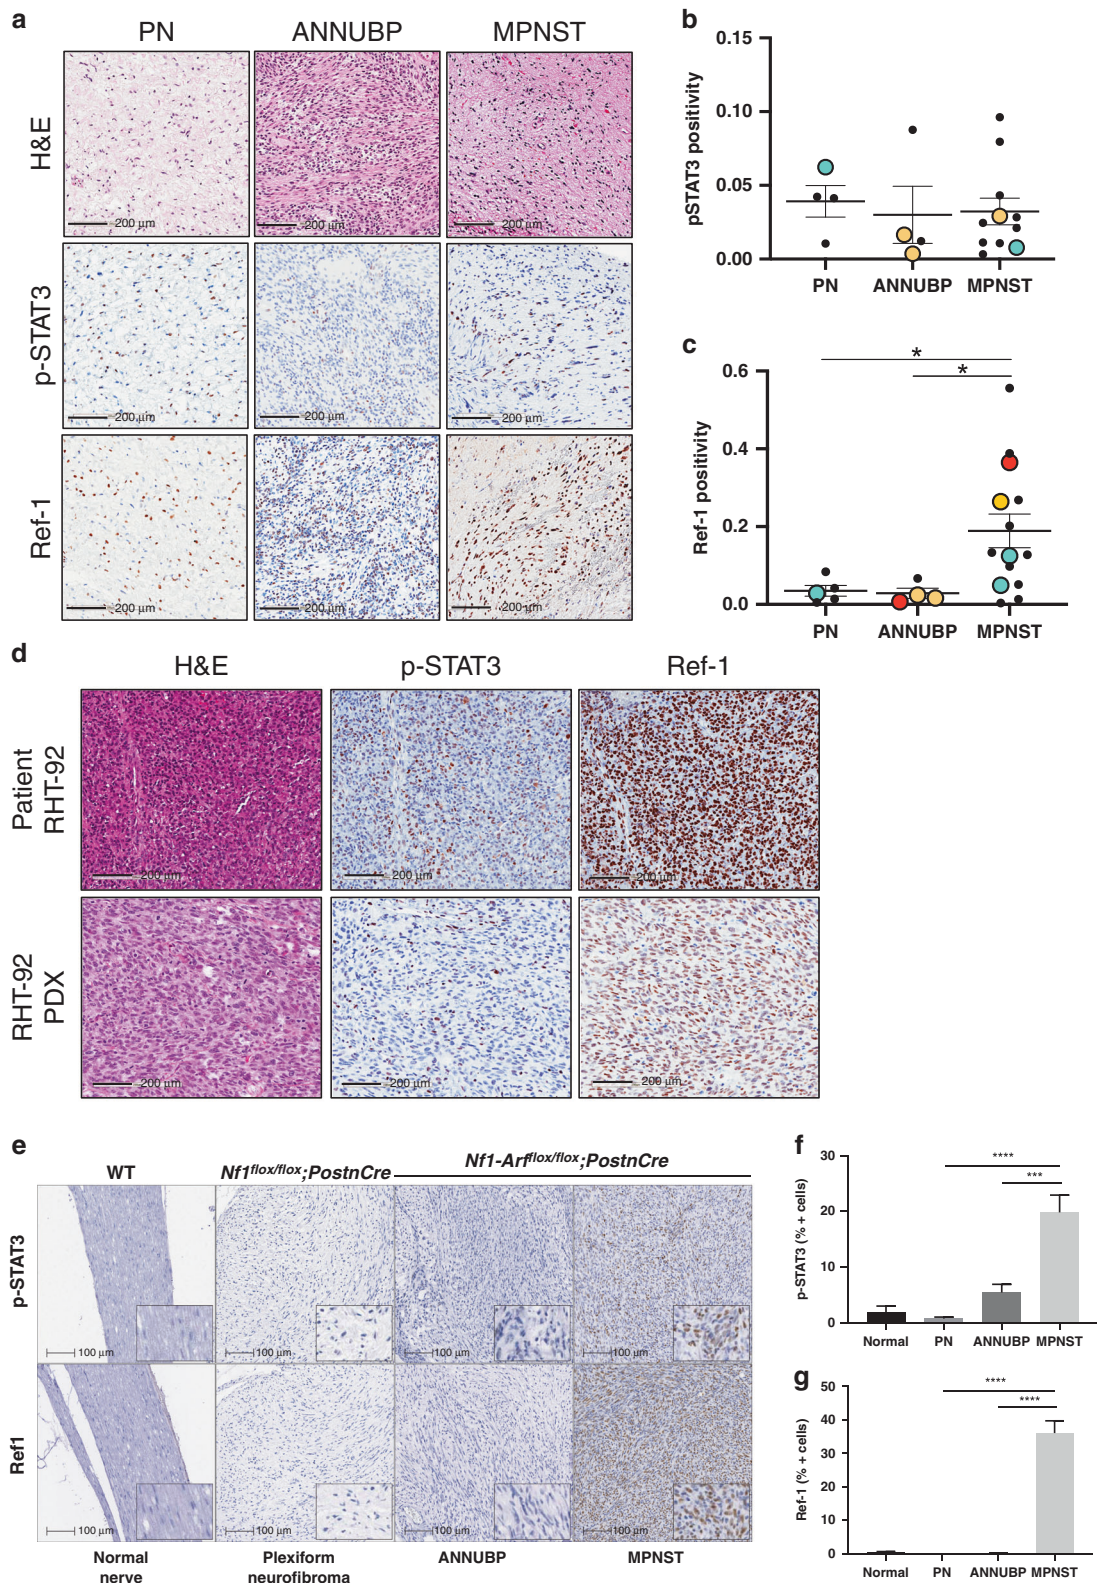 a
PN ANNUBP MPNST
H&E
200 µm 200 µm 200 µm
p-STAT3
200 µm 200 µm 200 µm
Ref-1
200 µm 200 µm 200 µm
b
pSTAT3 positivity
0.15
0.10
0.05
0.00
PN ANNUBP MPNST
c
Ref-1 positivity
0.6
0.4
0.2
0.0
* 
*
PN ANNUBP MPNST
d
H&E p-STAT3 Ref-1
Patient
RHT-92
200 µm 200 µm 200 µm
RHT-92
PDX
200 µm 200 µm 200 µm
e
WT Nf1flox/flox;PostnCre Nf1-Arfflox/flox;PostnCre
p-STAT3
100 µm 100 µm 100 µm 100 µm
Ref1
100 µm 100 µm 100 µm 100 µm
Normal
nerve
Plexiform
neurofibroma
ANNUBP
MPNST
f
p-STAT3 (% + cells)
30
20
10
0
****
***
Normal PN ANNUBP MPNST
g
Ref-1 (% + cells)
50
40
30
20
10
0
****
****
Normal PN ANNUBP MPNST